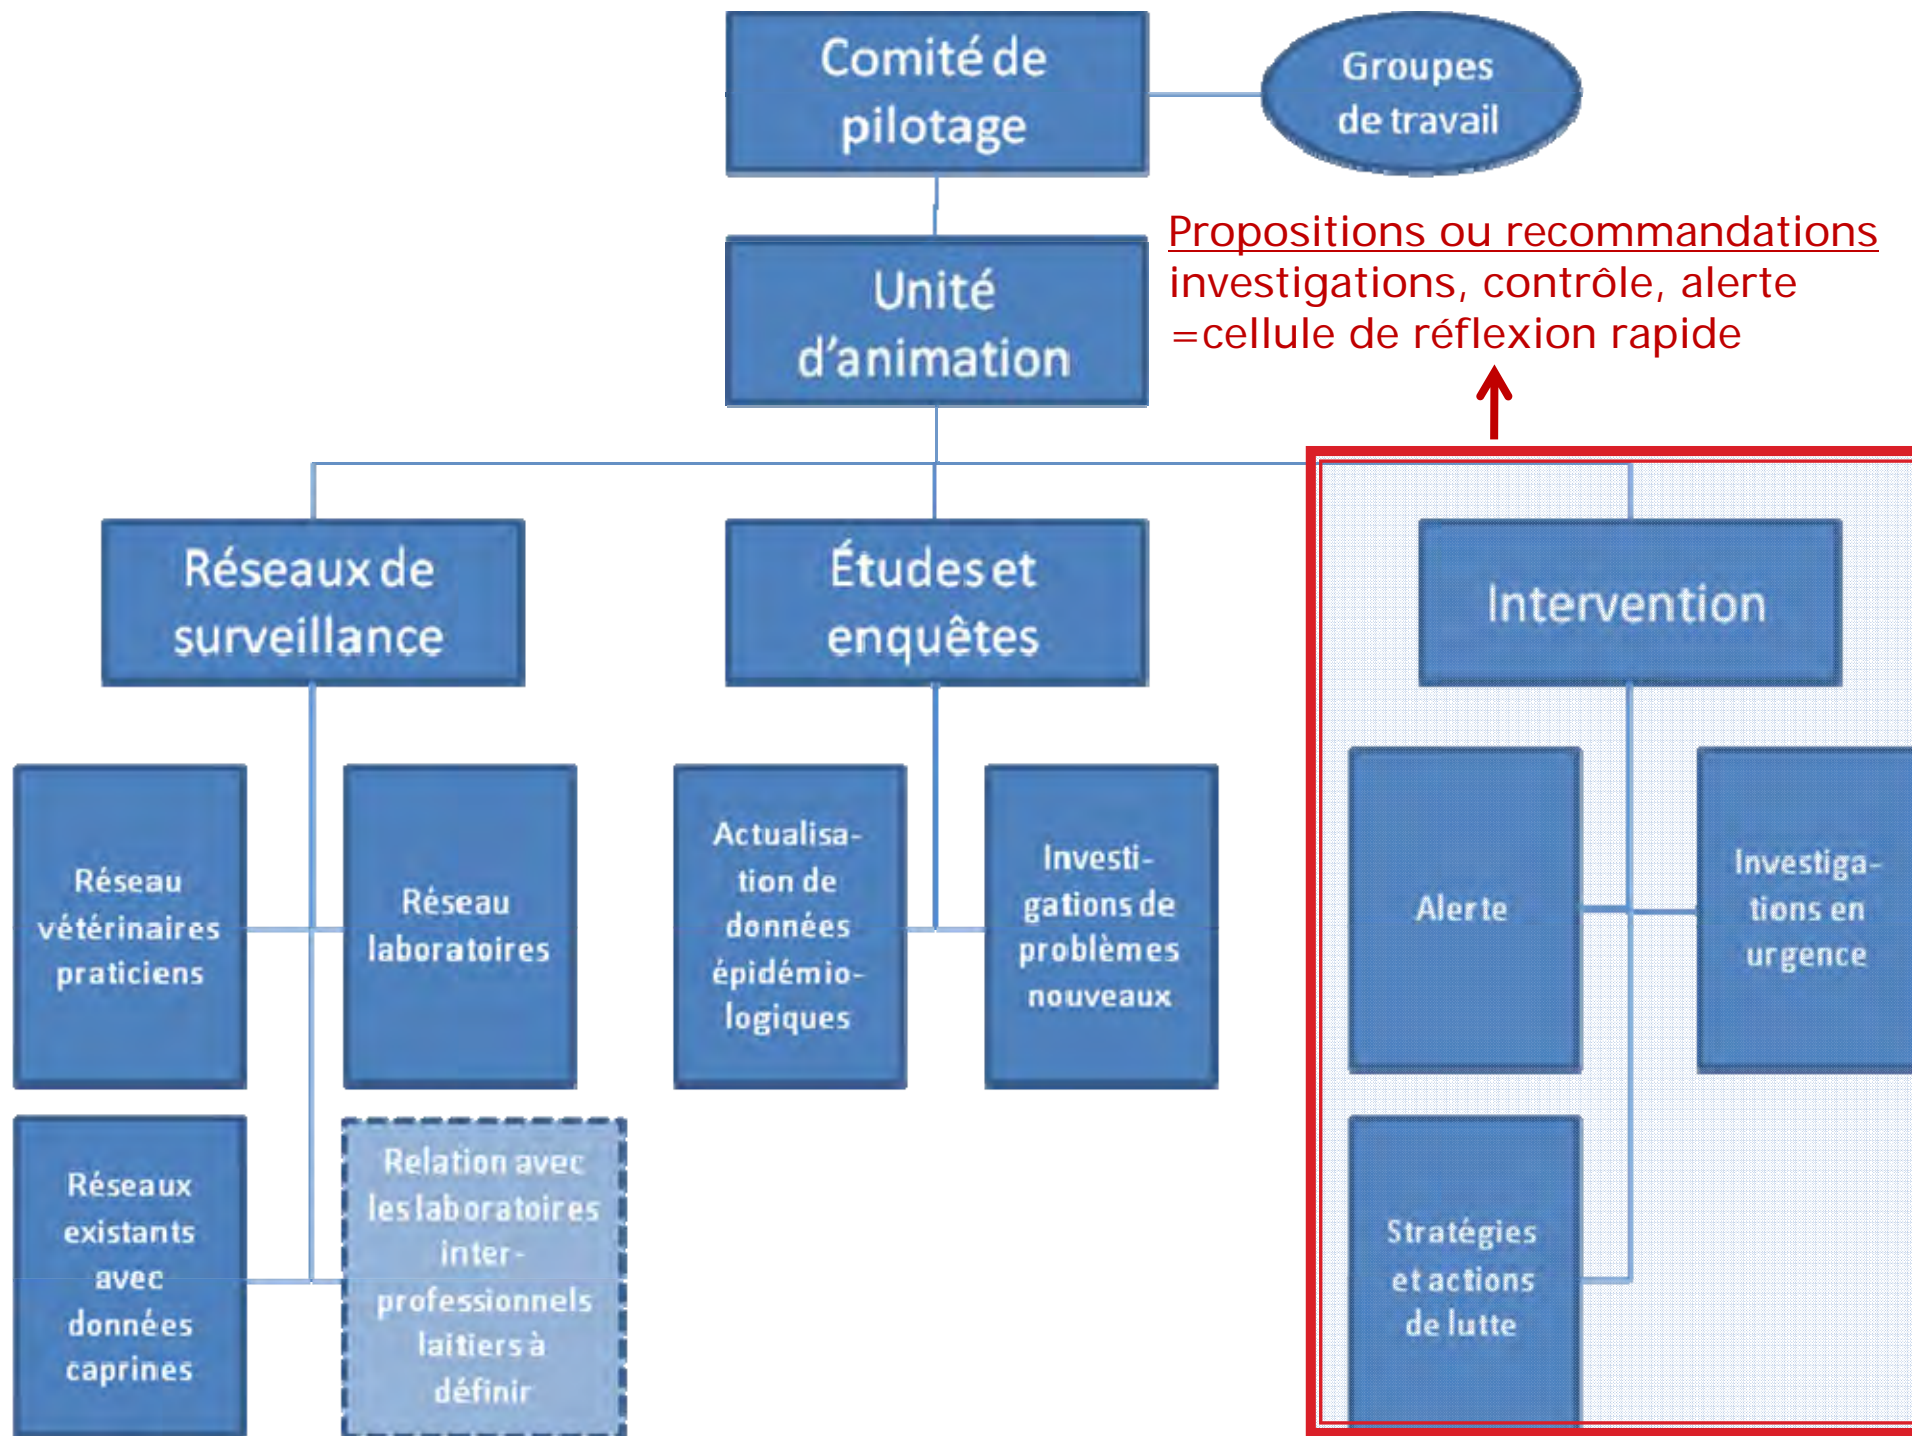 Comité de
pilotage
Groupes
de travail
Propositions ou recommandations
investigations, contrôle, alerte
=cellule de réflexion rapide
Unité
d'animation
Réseaux de
surveillance
Études et
enquêtes
Intervention
Réseau
vétérinaires
praticiens
Réseau
laboratoires
Actualisa-
tion de
données
épidémio-
logiques
Investi-
gations de
problèmes
nouveaux
Alerte
Investiga-
tions en
urgence
Réseaux
existants
avec
données
caprines
Relation avec
les laboratoires
inter-
professionnels
laitiers à
définir
Stratégies
et actions
de lutte